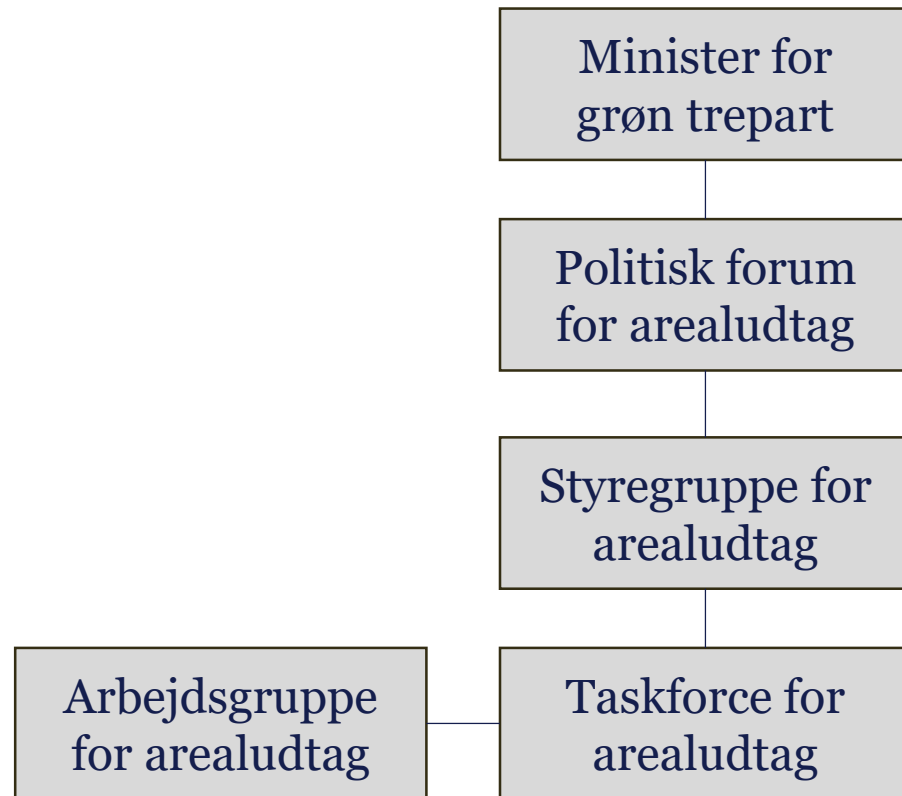 Minister for
grøn trepart
Politisk forum
for arealudtag
Styregruppe for
arealudtag
Arbejdsgruppe
for arealudtag
Taskforce for
arealudtag